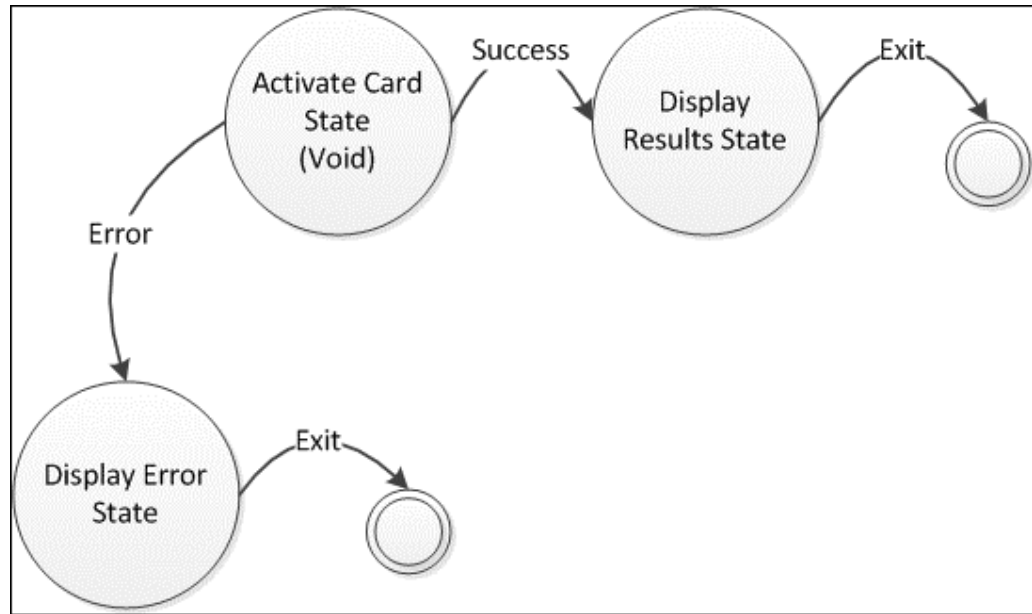 Activate Card
State
(Void)
Success
Display
Results State
Exit
Error
Display Error
State
Exit